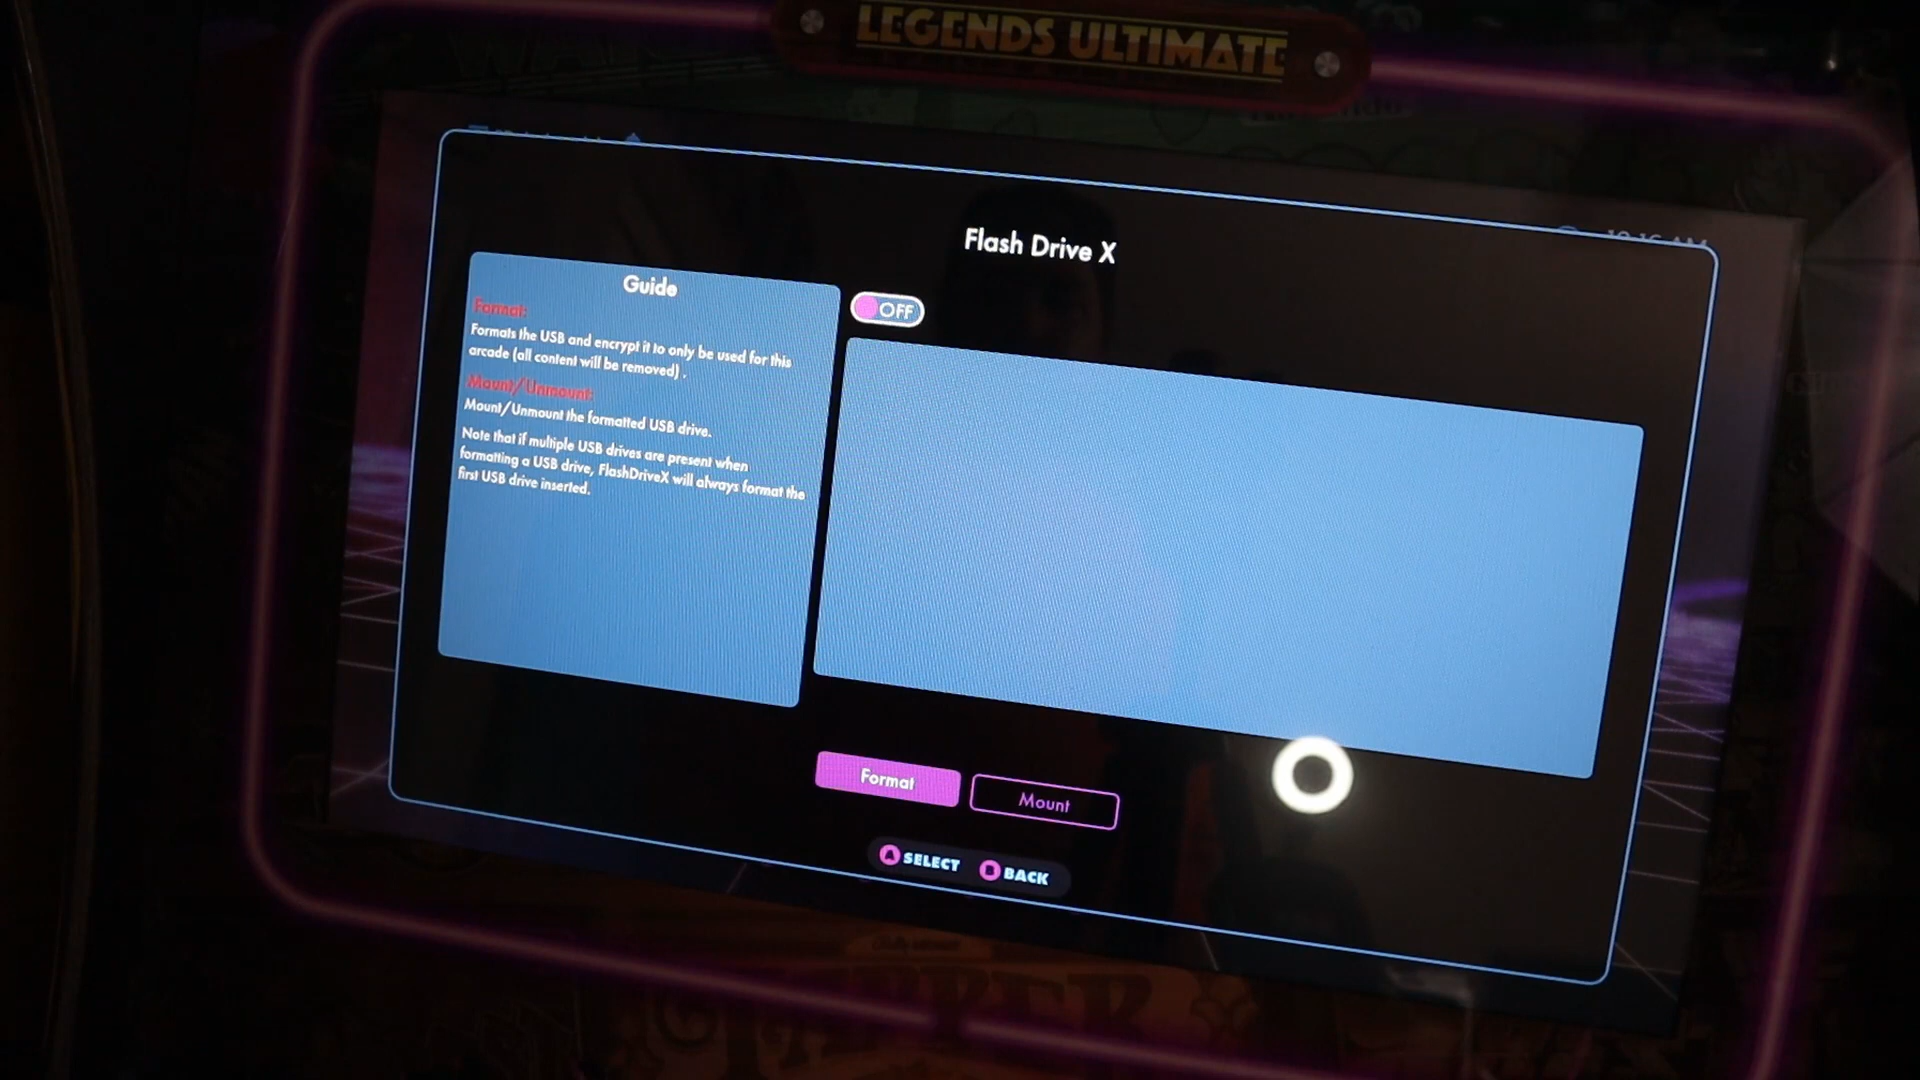 LEGENDS ULTIMATE
Flash Drive X
Guide
Format:
Formats the USB and encrypt it to only be used for this
arcade (all content will be removed) .
Mount/Unmount:
Mount/Unmount the formatted USB drive.
Note that if multiple USB drives are present when
formatting a USB drive, FlashDriveX will always format the
first USB drive inserted.
OFF
Format
Mount
A SELECT B BACK